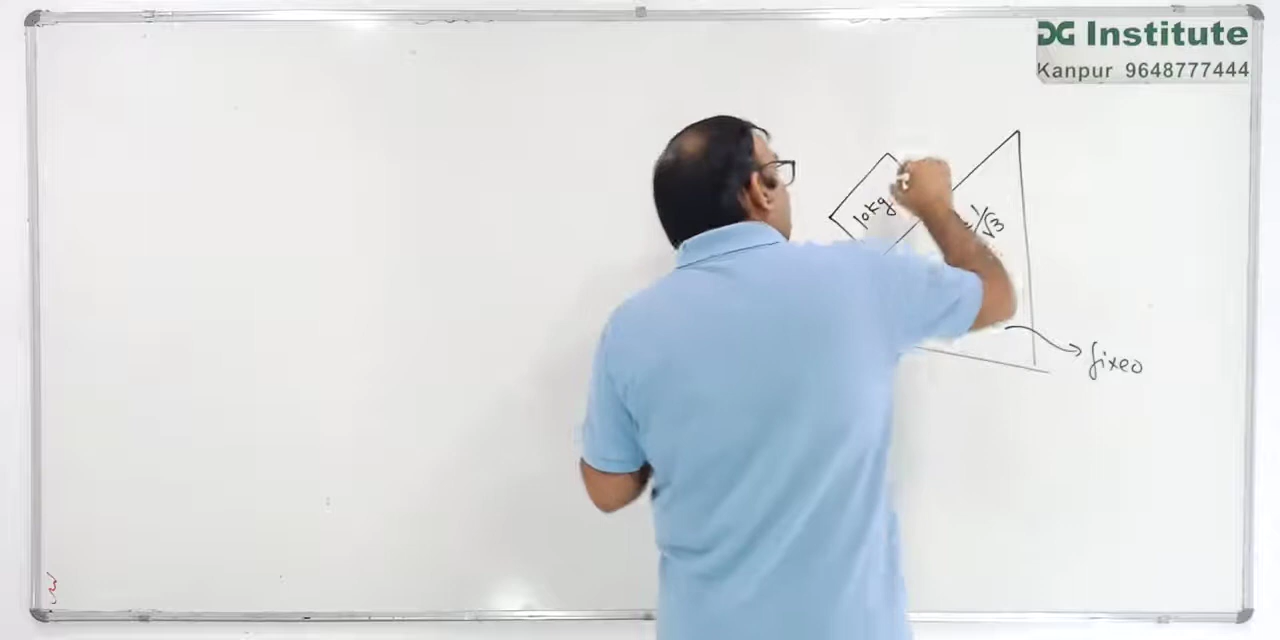 DG Institute
Kanpur 9648777444
10kg
= 1/√3
fixed